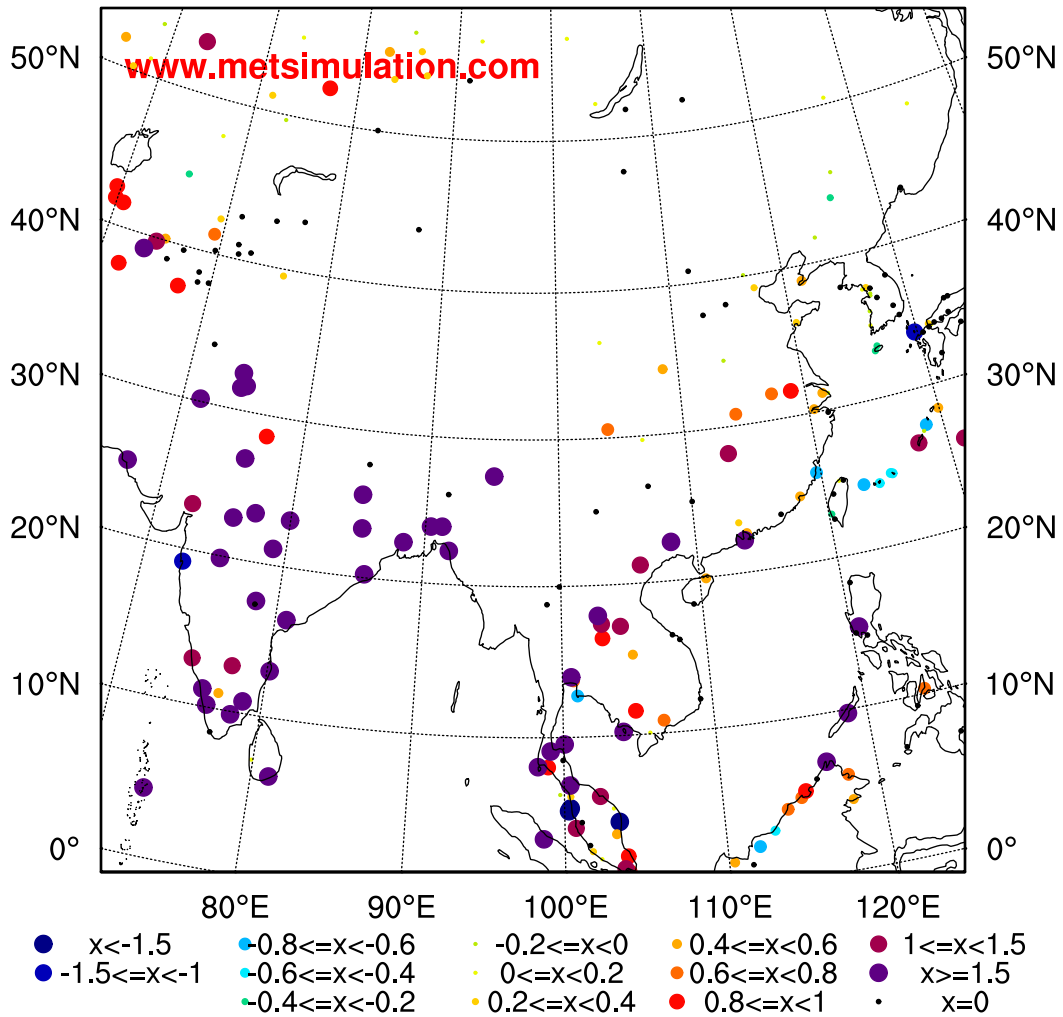 50°N 50°N
www.metsimulation.com
40°N 40°N
30°N 30°N
20°N 20°N
10°N 10°N
0° 0°
80°E 90°E 100°E 110°E 120°E
x<-1.5 -0.8<=x<-0.6 -0.2<=x<0 0.4<=x<0.6 1<=x<1.5
-1.5<=x<-1 -0.6<=x<-0.4 0<=x<0.2 0.6<=x<0.8 x>=1.5
-0.4<=x<-0.2 0.2<=x<0.4 0.8<=x<1 x=0